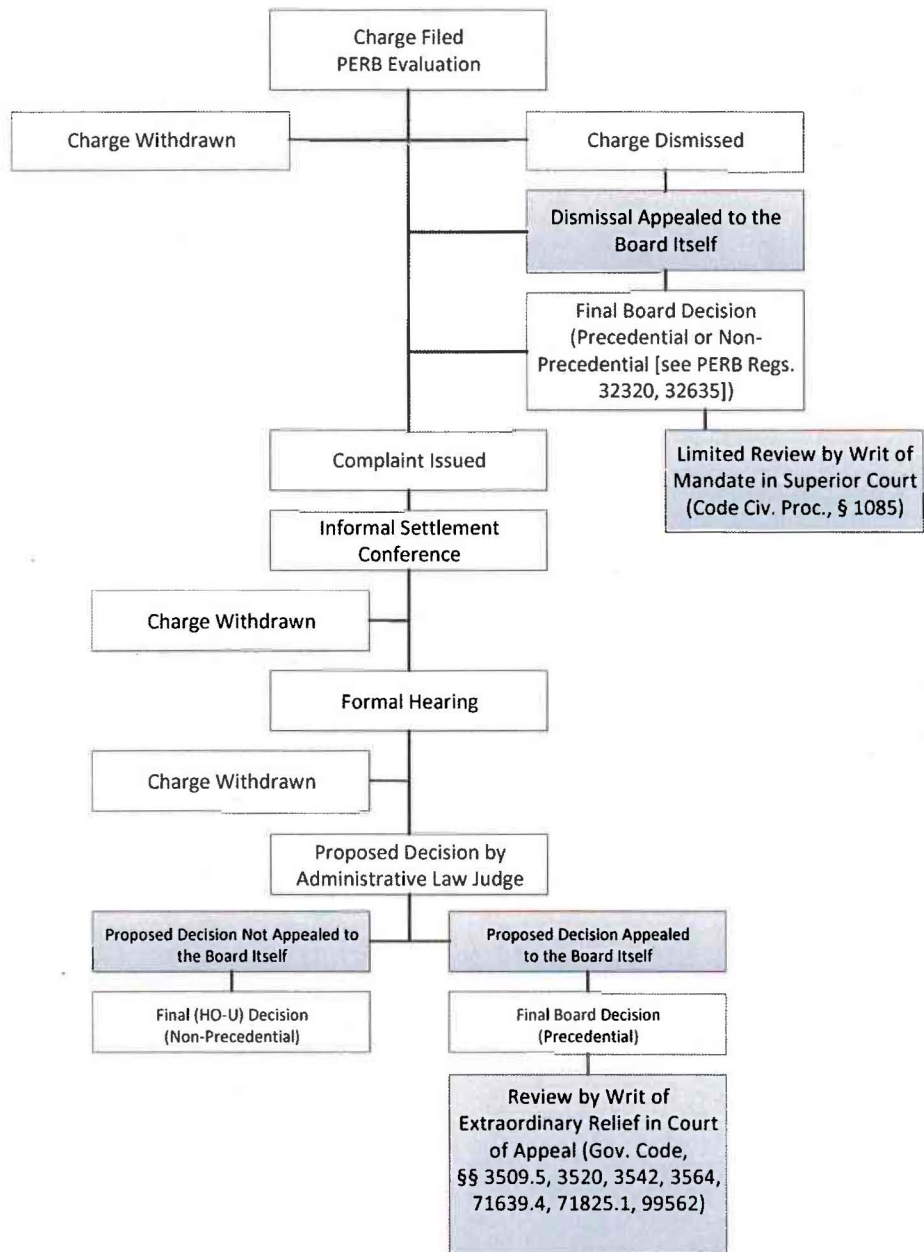 Charge Filed
PERB Evaluation
Charge Withdrawn
Charge Dismissed
Dismissal Appealed to the
Board Itself
Final Board Decision
(Precedential or Non-
Precedential [see PERB Regs.
32320, 32635])
Limited Review by Writ of
Mandate in Superior Court
(Code Civ. Proc., § 1085)
Complaint Issued
Informal Settlement
Conference
Charge Withdrawn
Formal Hearing
Charge Withdrawn
Proposed Decision by
Administrative Law Judge
Proposed Decision Not Appealed to
the Board Itself
Final (HO-U) Decision
(Non-Precedential)
Proposed Decision Appealed
to the Board Itself
Final Board Decision
(Precedential)
Review by Writ of
Extraordinary Relief in Court
of Appeal (Gov. Code,
§§ 3509.5, 3520, 3542, 3564,
71639.4, 71825.1, 99562)